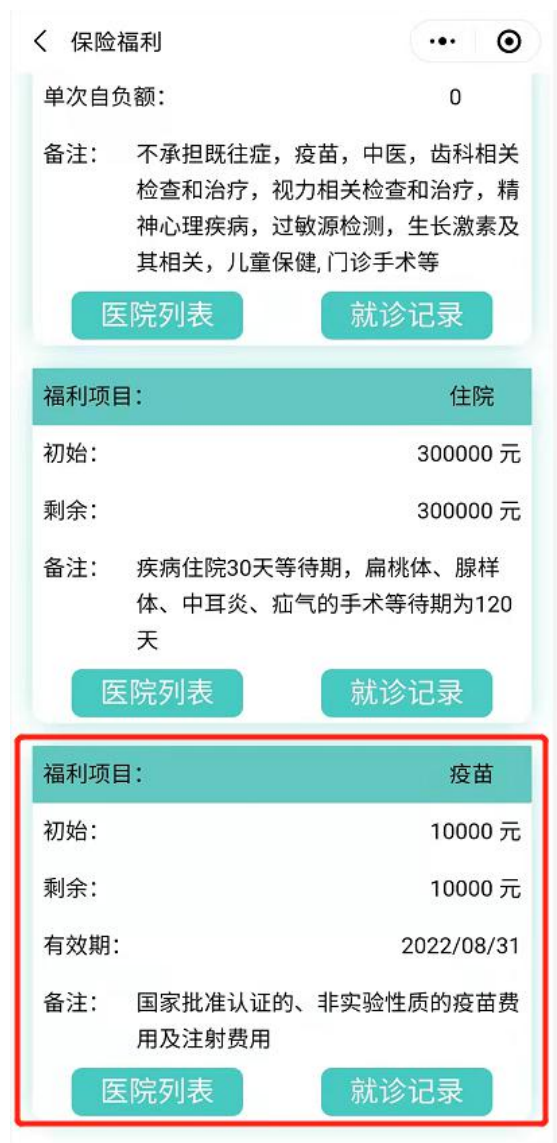 保险福利
单次自负额： 0
备注： 不承担既往症，疫苗，中医，齿科相关
检查和治疗，视力相关检查和治疗，精
神心理疾病，过敏源检测，生长激素及
其相关，儿童保健, 门诊手术等
医院列表 就诊记录
福利项目： 住院
初始： 300000 元
剩余： 300000 元
备注： 疾病住院30天等待期，扁桃体、腺样
体、中耳炎、疝气的手术等待期为120
天
医院列表 就诊记录
福利项目： 疫苗
初始： 10000 元
剩余： 10000 元
有效期： 2022/08/31
备注： 国家批准认证的、非实验性质的疫苗费
用及注射费用
医院列表 就诊记录